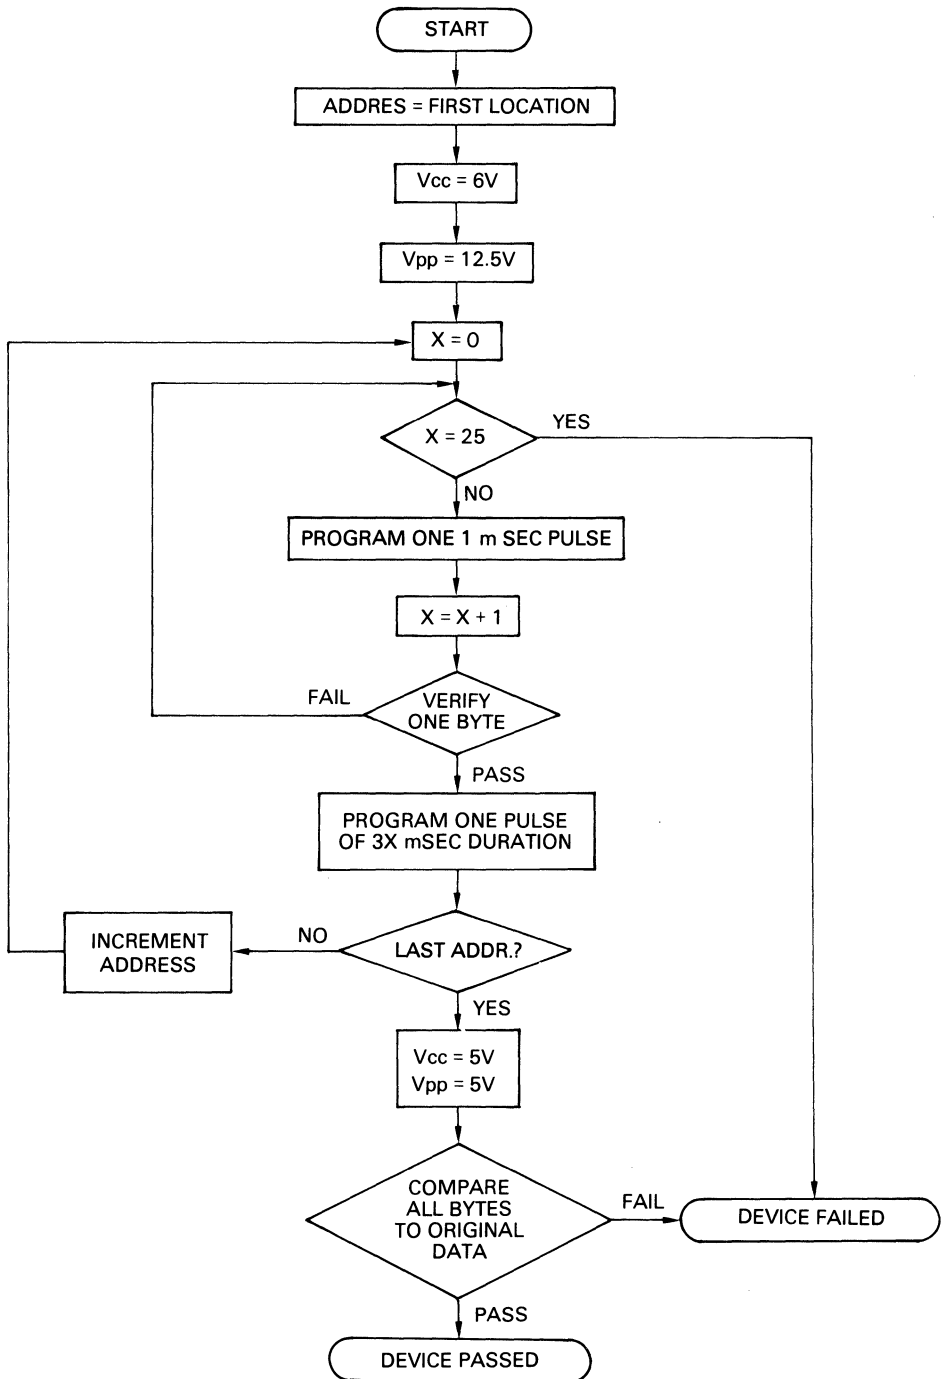 START
ADDRES = FIRST LOCATION
Vcc = 6V
Vpp = 12.5V
X = 0
X = 25
YES
NO
PROGRAM ONE 1 m SEC PULSE
X = X + 1
VERIFY
ONE BYTE
FAIL
PASS
PROGRAM ONE PULSE
OF 3X mSEC DURATION
LAST ADDR.?
NO
INCREMENT
ADDRESS
YES
Vcc = 5V
Vpp = 5V
COMPARE
ALL BYTES
TO ORIGINAL
DATA
FAIL
DEVICE FAILED
PASS
DEVICE PASSED